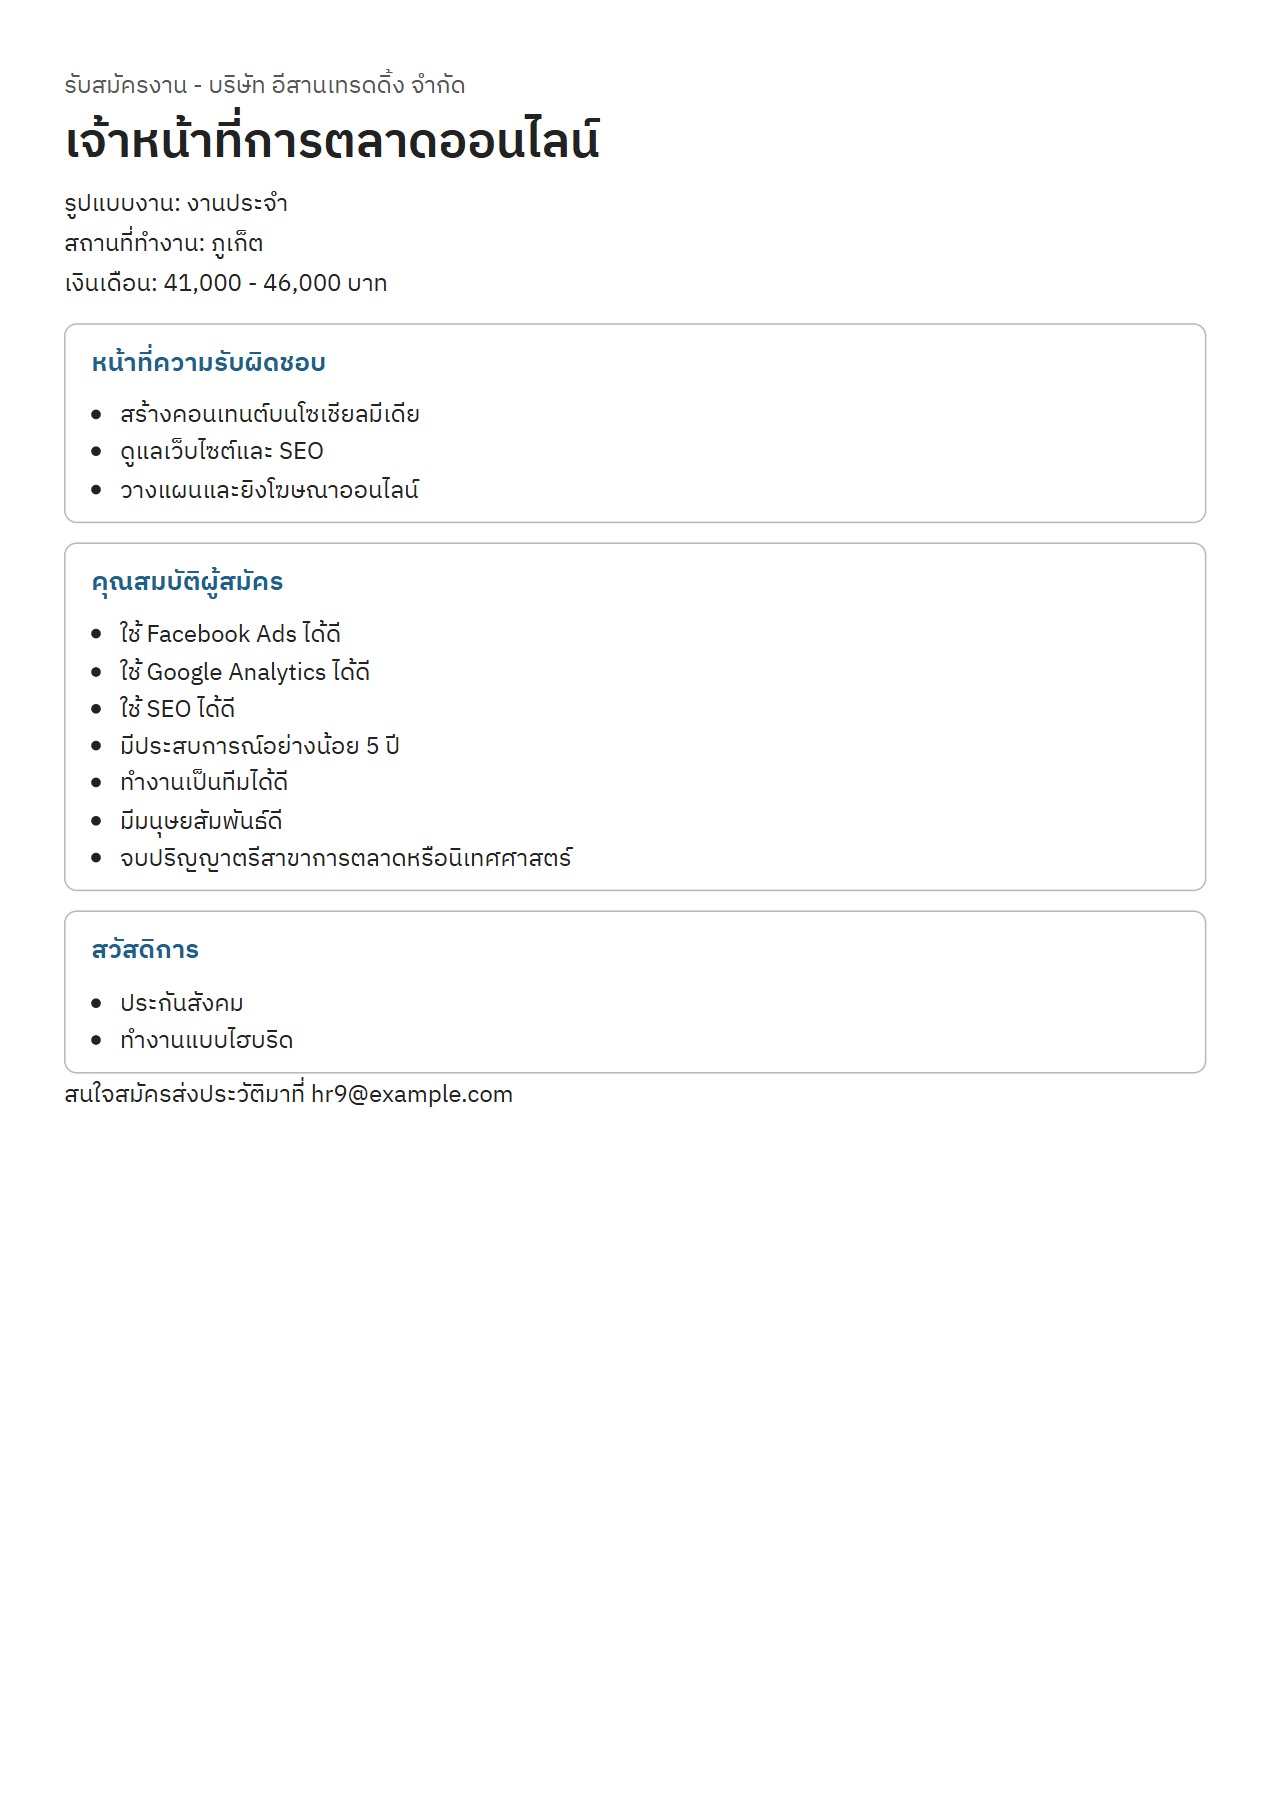 รับสมัครงาน - บริษัท อีสานเทรดดิ้ง จำกัด
เจ้าหน้าที่การตลาดออนไลน์
รูปแบบงาน: งานประจำ
สถานที่ทำงาน: ภูเก็ต
เงินเดือน: 41,000 - 46,000 บาท
หน้าที่ความรับผิดชอบ
• สร้างคอนเทนต์บนโซเชียลมีเดีย
• ดูแลเว็บไซต์และ SEO
• วางแผนและยิงโฆษณาออนไลน์
คุณสมบัติผู้สมัคร
• ใช้ Facebook Ads ได้ดี
• ใช้ Google Analytics ได้ดี
• ใช้ SEO ได้ดี
• มีประสบการณ์อย่างน้อย 5 ปี
• ทำงานเป็นทีมได้ดี
• มีมนุษยสัมพันธ์ดี
• จบปริญญาตรีสาขาการตลาดหรือนิเทศศาสตร์
สวัสดิการ
• ประกันสังคม
• ทำงานแบบไฮบริด
สนใจสมัครส่งประวัติมาที่ hr9@example.com